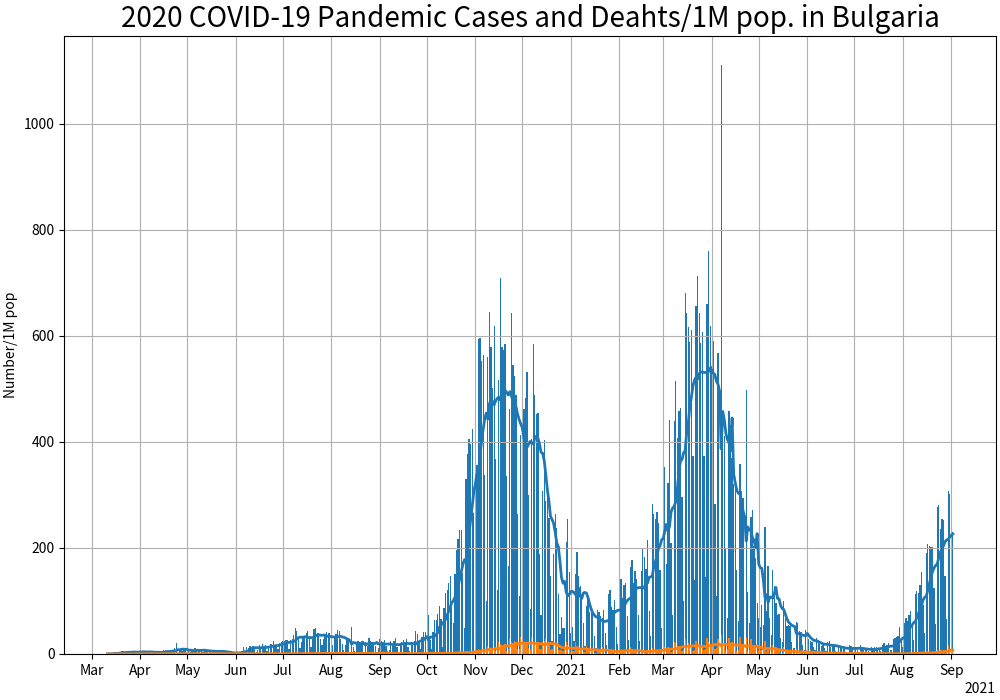 2020 COVID-19 Pandemic Cases and Deahts/1M pop. in Bulgaria
Number/1M pop
1000
800
600
400
200
0
Mar Apr May Jun Jul Aug Sep Oct Nov Dec 2021 Feb Mar Apr May Jun Jul Aug Sep
2021